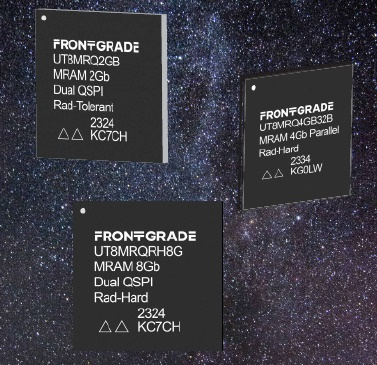 FRONTGRADE
UT8MRQ2GB
MRAM 2Gb
Dual QSPI
Rad-Tolerant
2324
△△ KC7CH
FRONTGRADE
UT8MRQ4GB32B
MRAM 4Gb Parallel
Rad-Hard
2334
△△ KG0LW
FRONTGRADE
UT8MRQRH8G
MRAM 8Gb
Dual QSPI
Rad-Hard
2324
△△ KC7CH